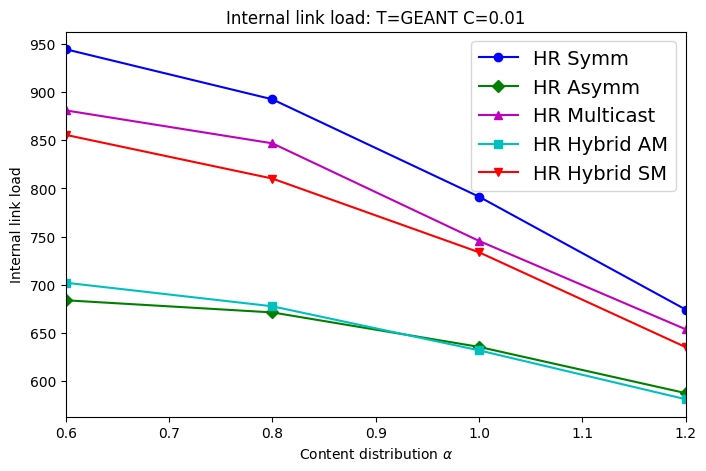 Internal link load: T=GEANT C=0.01
HR Symm
HR Asymm
HR Multicast
HR Hybrid AM
HR Hybrid SM
Internal link load
950
900
850
800
750
700
650
600
0.6 0.7 0.8 0.9 1.0 1.1 1.2
Content distribution α